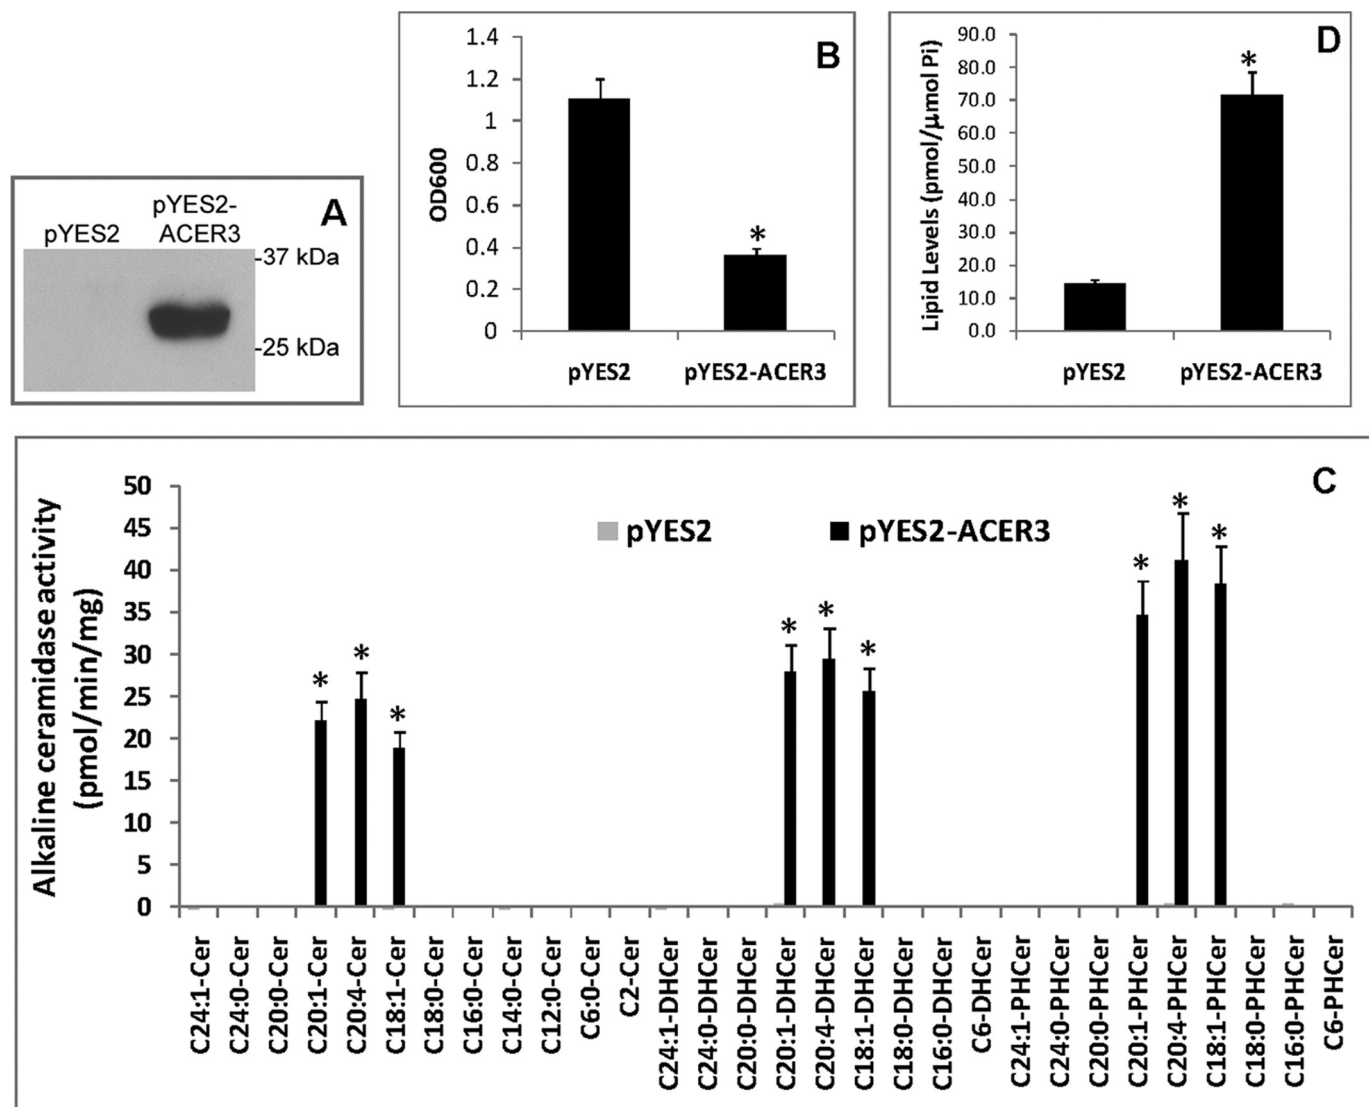 A
pYES2
pYES2-
ACER3
-37 kDa
-25 kDa
B
OD600
1.4
1.2
1
0.8
0.6
0.4
0.2
0
*
pYES2
pYES2-ACER3
D
Lipid Levels (pmol/μmol Pi)
90.0
80.0
70.0
60.0
50.0
40.0
30.0
20.0
10.0
0.0
*
pYES2
pYES2-ACER3
C
Alkaline ceramidase activity
(pmol/min/mg)
50
45
40
35
30
25
20
15
10
5
0
pYES2
pYES2-ACER3
* * * * * * * * *
C24:1-Cer
C24:0-Cer
C20:0-Cer
C20:1-Cer
C20:4-Cer
C18:1-Cer
C18:0-Cer
C16:0-Cer
C14:0-Cer
C12:0-Cer
C6:0-Cer
C2-Cer
C24:1-DHCer
C24:0-DHCer
C20:0-DHCer
C20:1-DHCer
C20:4-DHCer
C18:1-DHCer
C18:0-DHCer
C16:0-DHCer
C6-DHCer
C24:1-PHCer
C24:0-PHCer
C20:0-PHCer
C20:1-PHCer
C20:4-PHCer
C18:1-PHCer
C18:0-PHCer
C16:0-PHCer
C6-PHCer